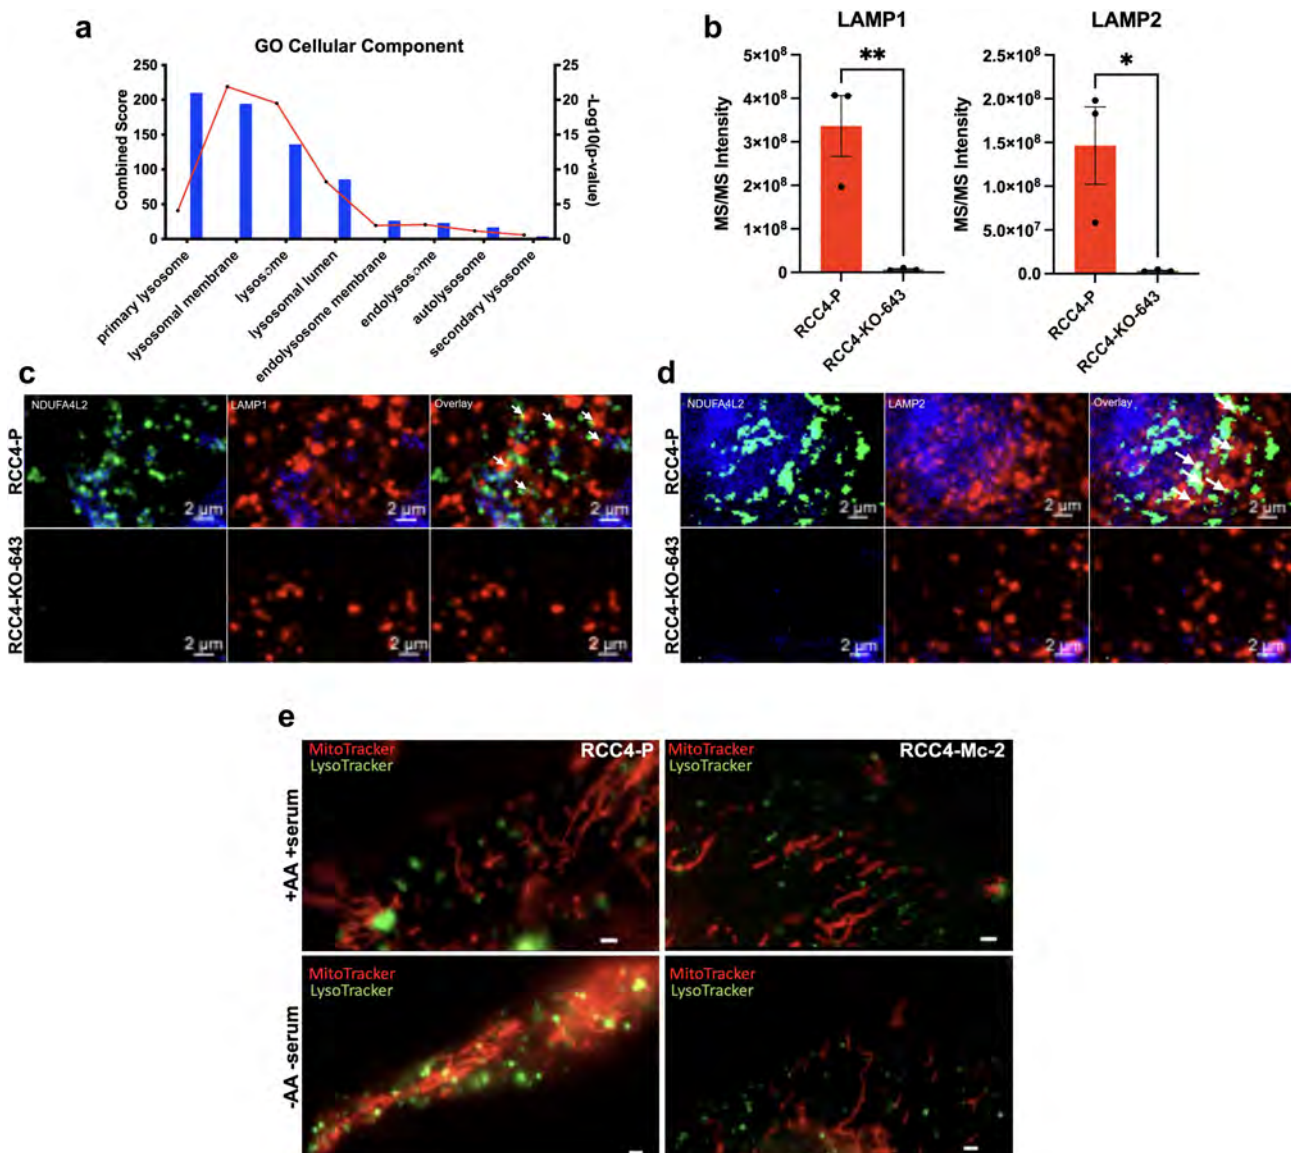 a
GO Cellular Component
Combined Score
250
200
150
100
50
0
25
20
15
10
5
0
-Log10(p-value)
primary lysosome
lysosomal membrane
lysosome
lysosomal lumen
endolysosome membrane
endolysosome
autolysosome
secondary lysosome
b
LAMP1
MS/MS Intensity
5×10⁸
4×10⁸
3×10⁸
2×10⁸
1×10⁸
0
**
RCC4-P
RCC4-KO-643
LAMP2
MS/MS Intensity
2.5×10⁸
2.0×10⁸
1.5×10⁸
1.0×10⁸
5.0×10⁷
0.0
*
RCC4-P
RCC4-KO-643
c
RCC4-P
NDUFA4L2
LAMP1
Overlay
2 µm
2 µm
2 µm
RCC4-KO-643
2 µm
2 µm
2 µm
d
RCC4-P
NDUFA4L2
LAMP2
Overlay
2 µm
2 µm
2 µm
RCC4-KO-643
2 µm
2 µm
2 µm
e
+AA +serum
MitoTracker
LysoTracker
RCC4-P
MitoTracker
LysoTracker
RCC4-Mc-2
-AA -serum
MitoTracker
LysoTracker
MitoTracker
LysoTracker